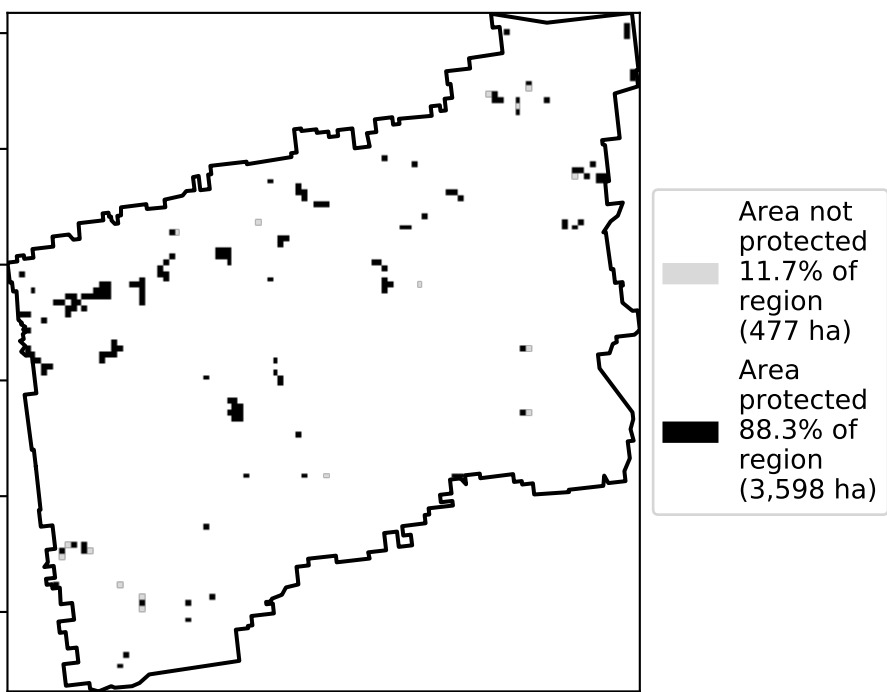 Area not
protected
11.7% of
region
(477 ha)
Area
protected
88.3% of
region
(3,598 ha)